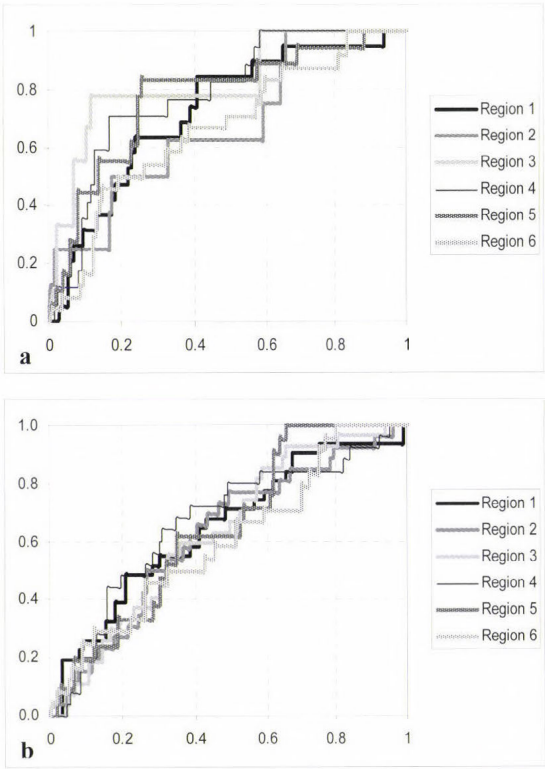 1
0.8
0.6
0.4
0.2
0
0 0.2 0.4 0.6 0.8 1
a
Region 1
Region 2
Region 3
Region 4
Region 5
Region 6
1.0
0.8
0.6
0.4
0.2
0.0
0 0.2 0.4 0.6 0.8 1
b
Region 1
Region 2
Region 3
Region 4
Region 5
Region 6